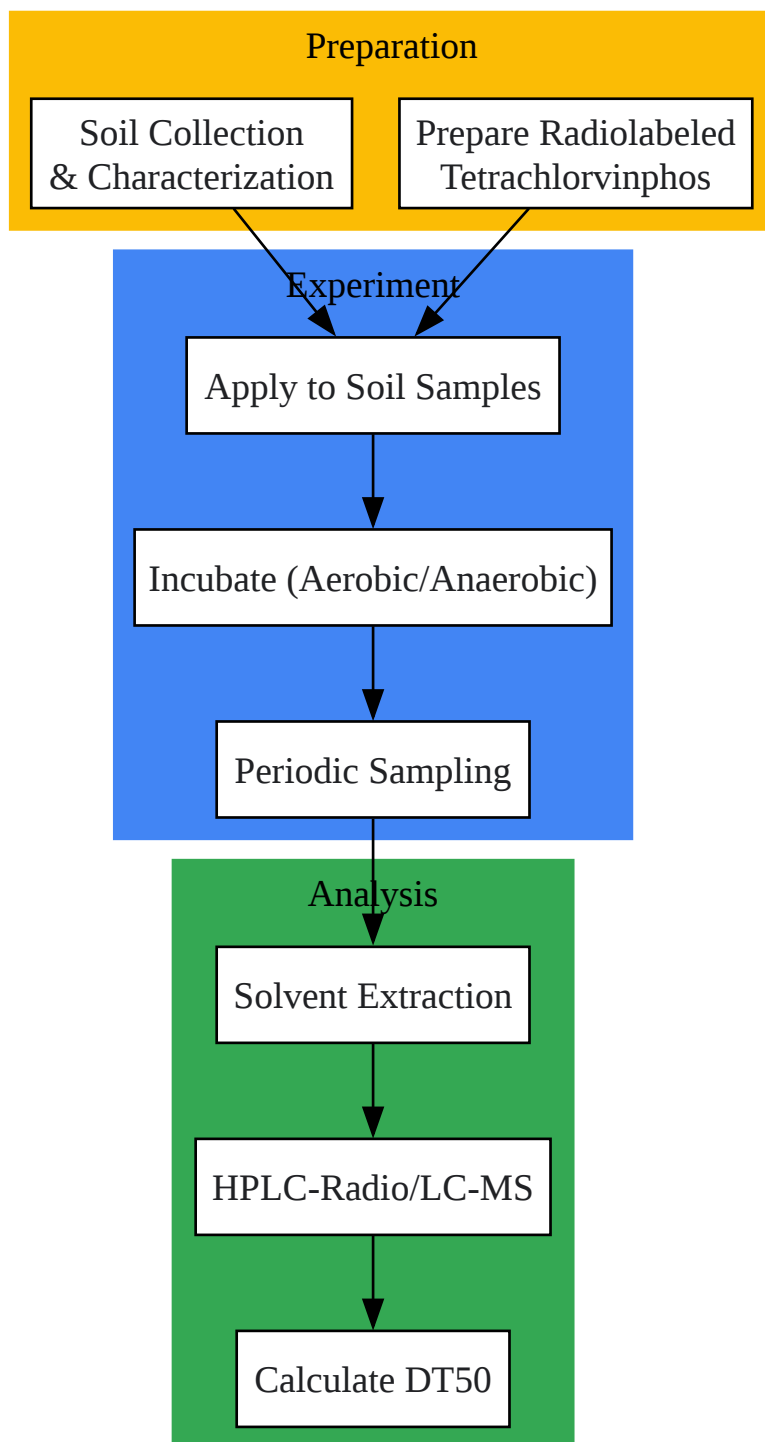 Preparation
Soil Collection
& Characterization
Prepare Radiolabeled
Tetrachlorvinphos
Experiment
Apply to Soil Samples
Incubate (Aerobic/Anaerobic)
Periodic Sampling
Analysis
Solvent Extraction
HPLC-Radio/LC-MS
Calculate DT50